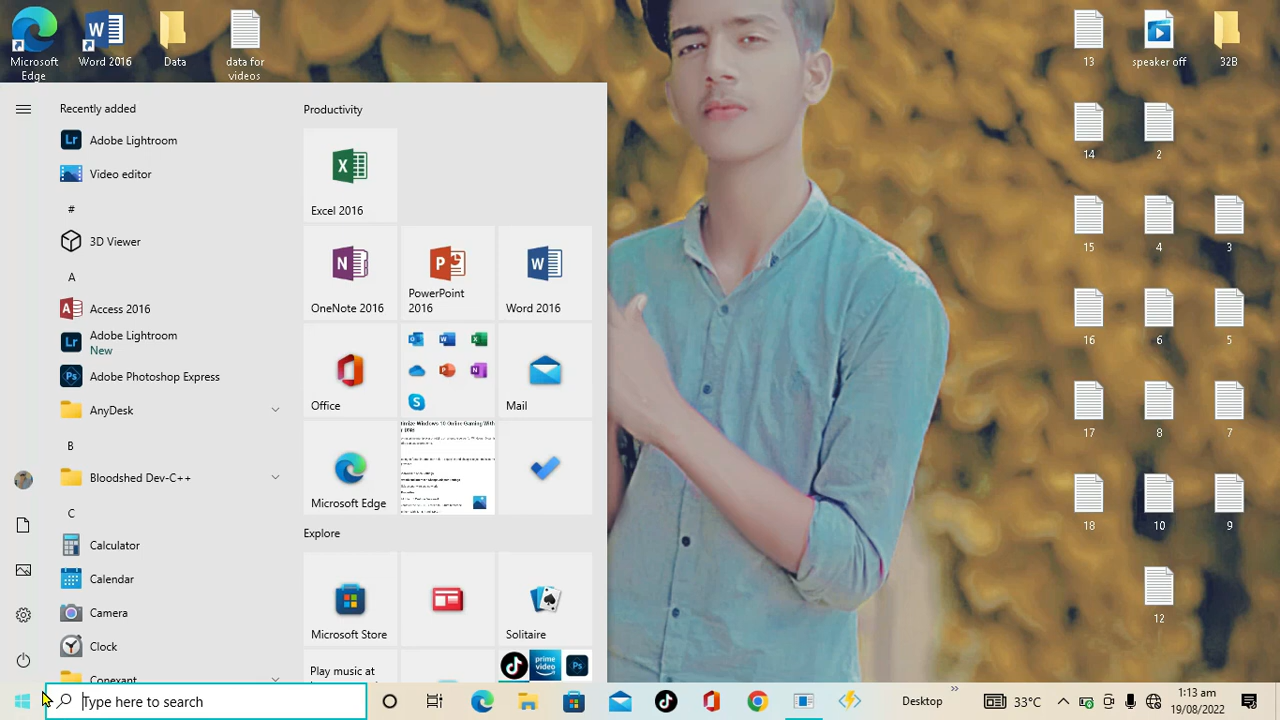 Microsoft
Edge
Word 2016
Data
data for
videos
13
speaker off
32B
14
2
15
4
3
16
6
5
17
8
7
18
10
9
12
Recently added
Adobe Lightroom
Video editor
#
3D Viewer
A
Access 2016
Adobe Lightroom
New
Adobe Photoshop Express
AnyDesk
B
Bloodshed Dev-C++
C
Calculator
Calendar
Camera
Clock
Conexant
Productivity
Excel 2016
OneNote 2016
PowerPoint
2016
Word 2016
Office
Mail
Microsoft Edge
Explore
Microsoft Store
Solitaire
Play music at
prime
video
Type here to search
Desktop
33°C
1:13 am
19/08/2022